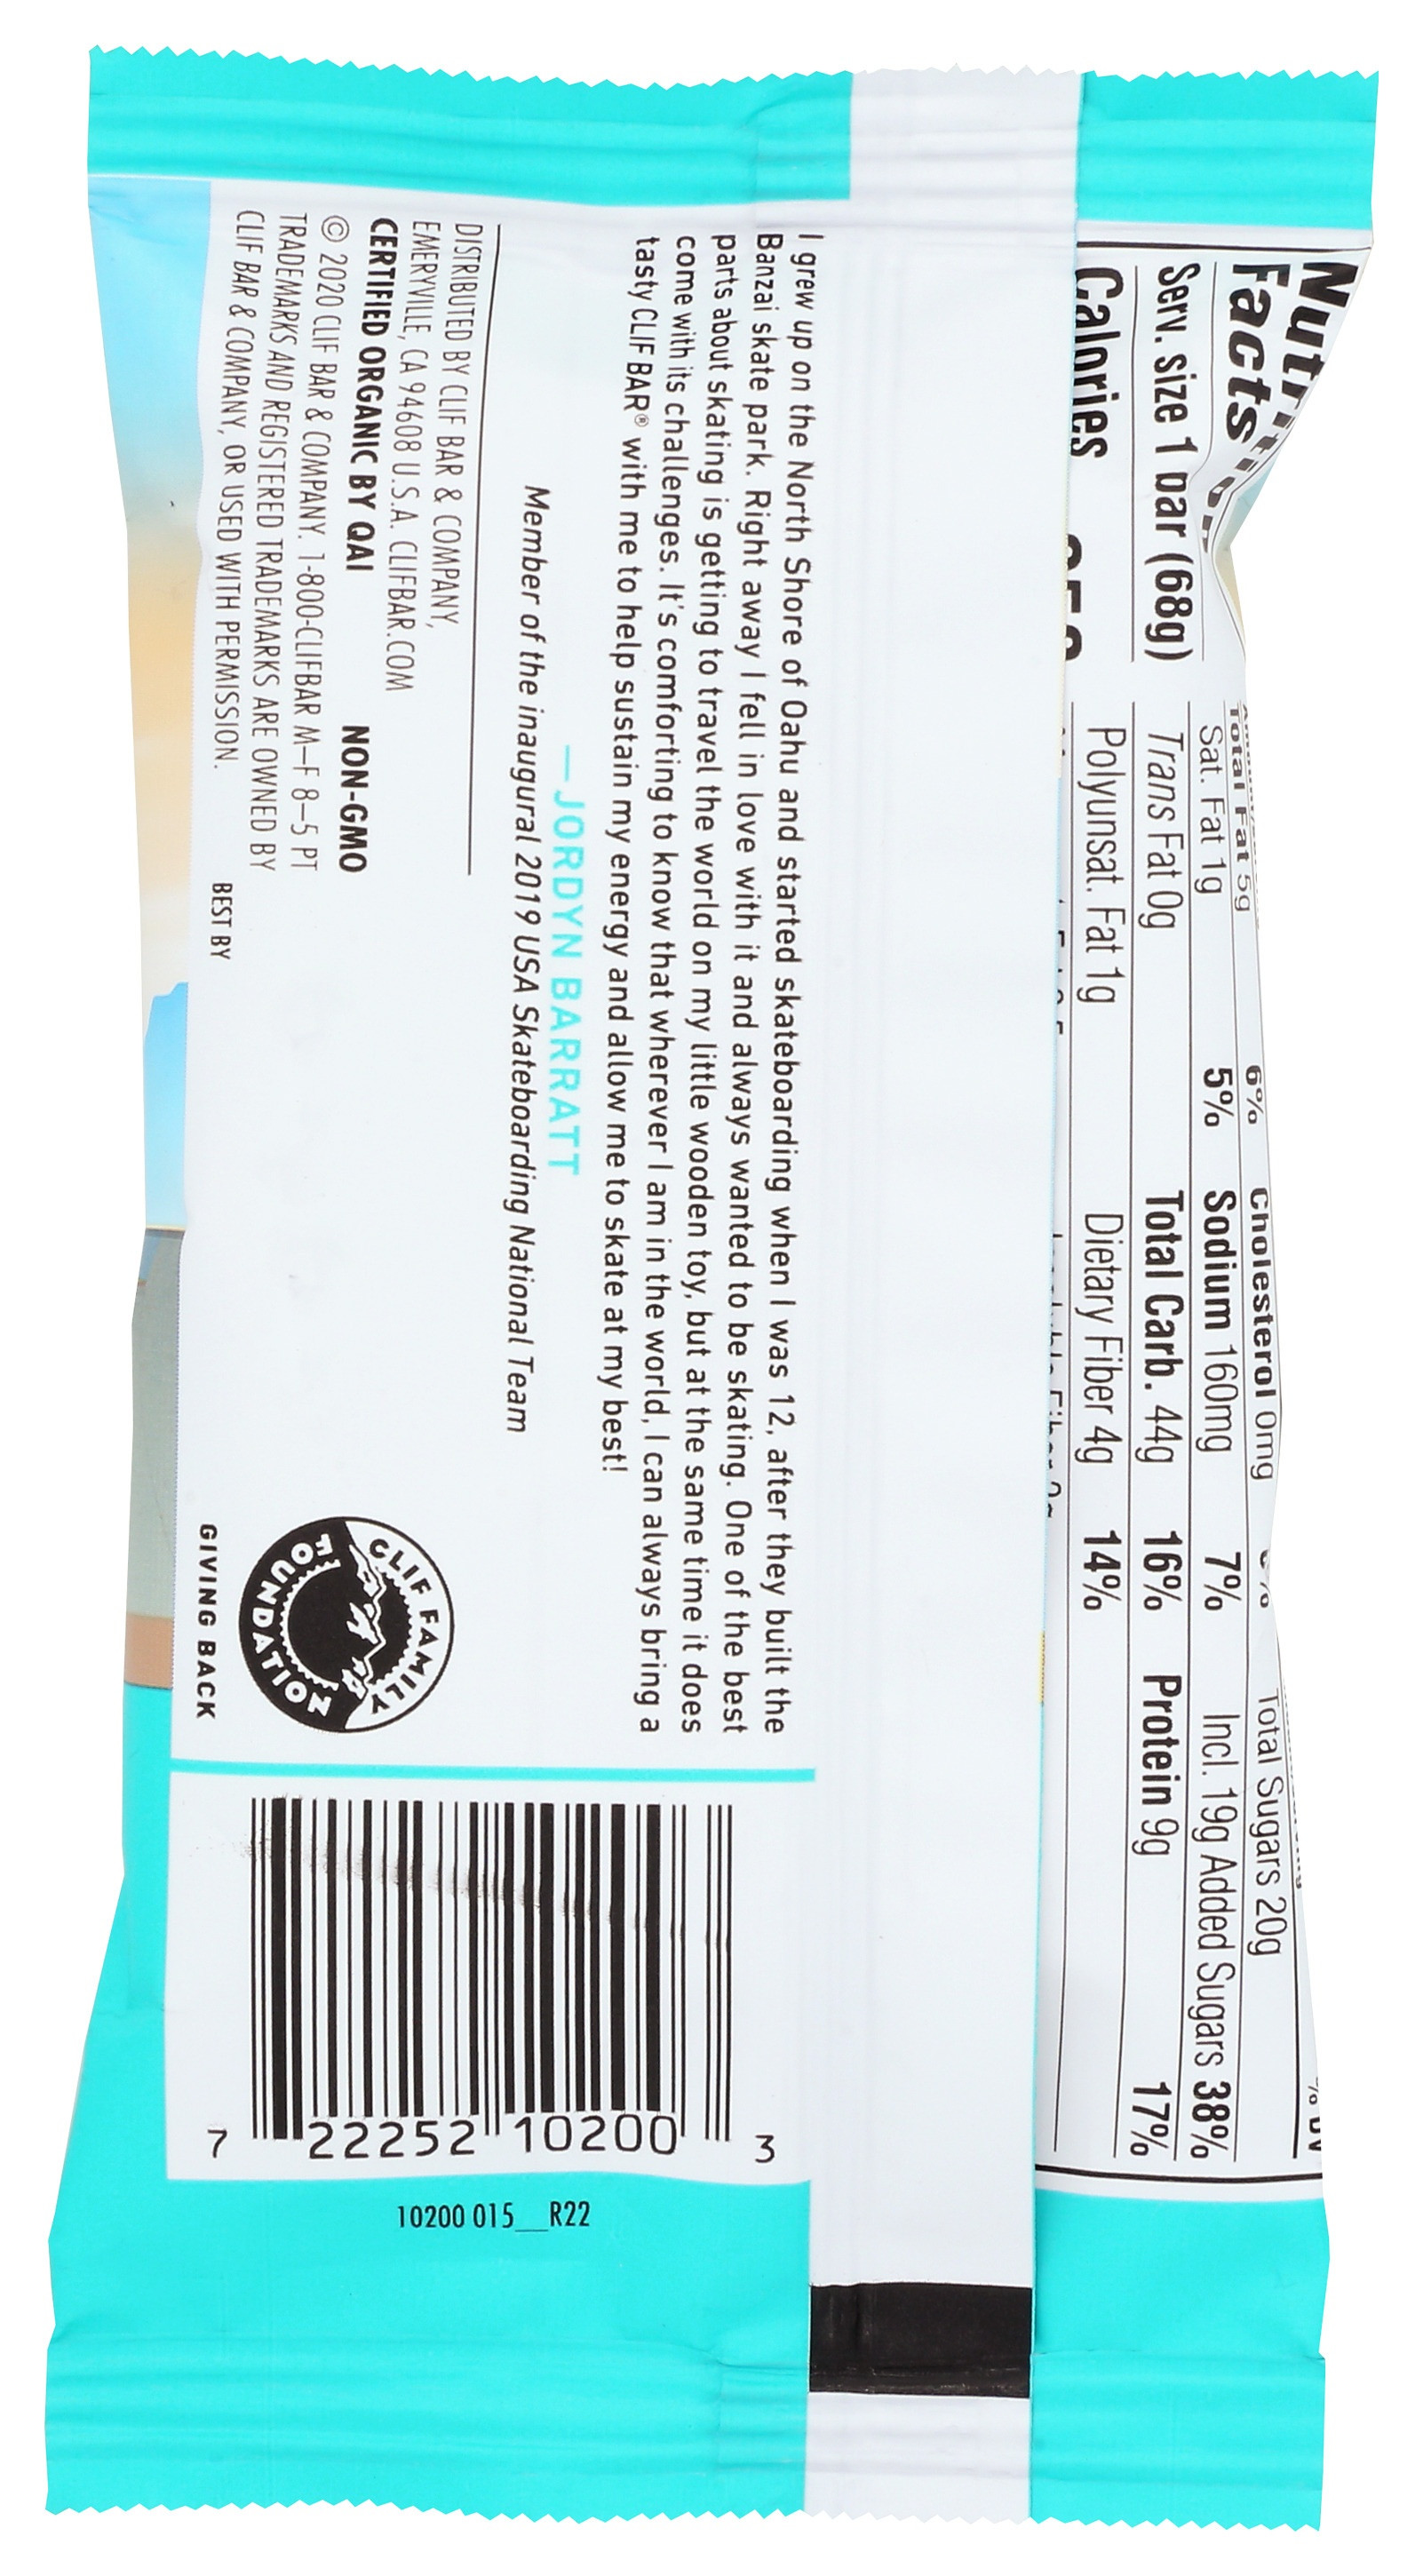 Nutrition
Facts
Serv. size 1 bar (68g)
Calories
Total Fat 5g 6%
Sat. Fat 1g 5%
Trans Fat 0g
Polyunsat. Fat 1g
Cholesterol 0mg
Sodium 160mg 7%
Total Carb. 44g 16%
Dietary Fiber 4g 14%
Total Sugars 20g
Incl. 19g Added Sugars 38%
Protein 9g 17%
I grew up on the North Shore of Oahu and started skateboarding when I was 12, after they built the
Banzai skate park. Right away I fell in love with it and always wanted to be skating. One of the best
parts about skating is getting to travel the world on my little wooden toy, but at the same time it does
come with its challenges. It's comforting to know that wherever I am in the world, I can always bring a
tasty CLIF BAR® with me to help sustain my energy and allow me to skate at my best!
—JORDYN BARRATT
Member of the inaugural 2019 USA Skateboarding National Team
DISTRIBUTED BY CLIF BAR & COMPANY,
EMERYVILLE, CA 94608 U.S.A. CLIFBAR.COM
CERTIFIED ORGANIC BY QAI NON-GMO
© 2020 CLIF BAR & COMPANY. 1-800-CLIFBAR M–F 8–5 PT
TRADEMARKS AND REGISTERED TRADEMARKS ARE OWNED BY
CLIF BAR & COMPANY, OR USED WITH PERMISSION.
BEST BY
CLIF FAMILY
FOUNDATION
GIVING BACK
7 22252 10200 3
10200 015__R22